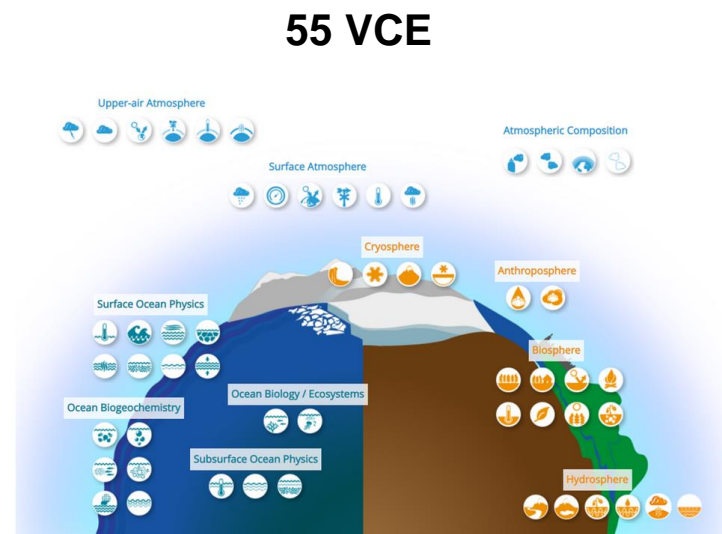 55 VCE
Upper-air Atmosphere
Atmospheric Composition
Surface Atmosphere
Cryosphere
Anthroposphere
Surface Ocean Physics
Biosphere
Ocean Biology / Ecosystems
Ocean Biogeochemistry
Subsurface Ocean Physics
Hydrosphere